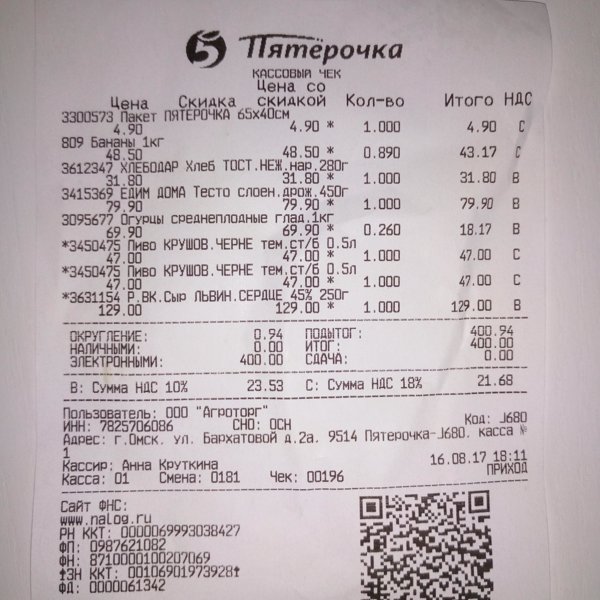 5 Пятёрочка
КАССОВЫЙ ЧЕК
Цена со
Цена Скидка скидкой Кол-во Итого НДС
3300573 Пакет ПЯТЕРОЧКА 65х40см
4.90 4.90 * 1.000 4.90 С
809 Бананы 1кг
48.50 48.50 * 0.890 43.17 С
3612347 ХЛЕБОДАР Хлеб ТОСТ.НЕЖ.нар.280г
31.80 31.80 * 1.000 31.80 В
3415369 ЕДИМ ДОМА Тесто слоен.дрож.450г
79.90 79.90 * 1.000 79.90 В
3095677 Огурцы среднеплодные глад.1кг
69.90 69.90 * 0.260 18.17 В
*3450475 Пиво КРУШОВ.ЧЕРНЕ тем.ст/б 0.5л
47.00 47.00 * 1.000 47.00 С
*3450475 Пиво КРУШОВ.ЧЕРНЕ тем.ст/б 0.5л
47.00 47.00 * 1.000 47.00 С
*3631154 Р.ВК.Сыр ЛЬВИН.СЕРДЦЕ 45% 250г
129.00 129.00 * 1.000 129.00 В
ОКРУГЛЕНИЕ: 0.94 ПОДЫТОГ: 400.94
НАЛИЧНЫМИ: 0.00 ИТОГ: 400.00
ЭЛЕКТРОННЫМИ: 400.00 СДАЧА: 0.00
В: Сумма НДС 10% 23.53 С: Сумма НДС 18% 21.68
Пользователь: ООО "Агроторг"
ИНН: 7825706086 СНО: ОСН Код: J680
Адрес: г.Омск. ул. Бархатовой д.2а. 9514 Пятерочка-J680. касса №
1
Кассир: Анна Круткина 16.08.17 18:11
Касса: 01 Смена: 0181 Чек: 00196 ПРИХОД
Сайт ФНС:
www.nalog.ru
РН ККТ: 0000069993038427
ФП: 0987621082
ФН: 8710000100207069
ЗН ККТ: 00106901973928
ФД: 0000061342